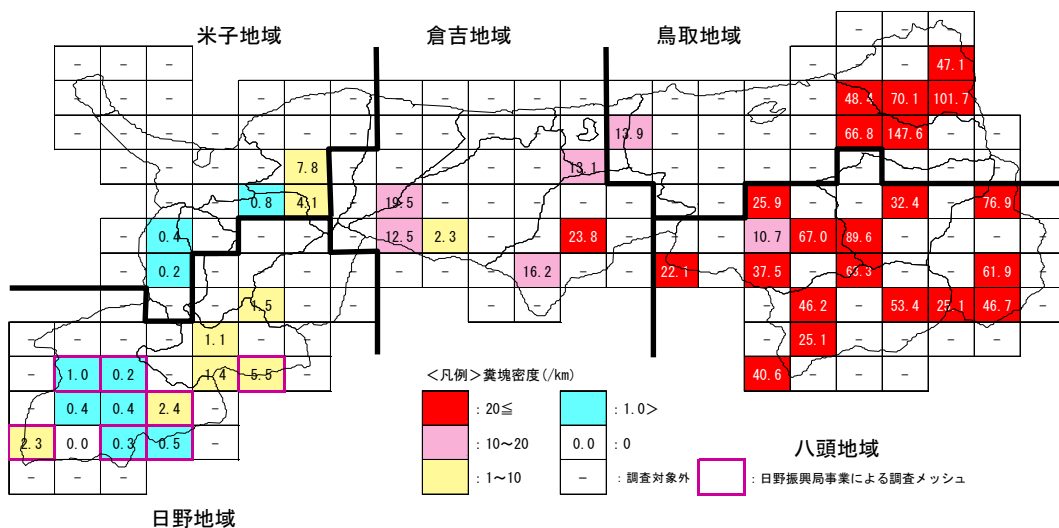 米子地域 倉吉地域 鳥取地域
－ －
－ － － － － － 47.1
－ － － － － － － － － － － － － － － 48.4 70.1 101.7
－ － － － － － － － － － － － 13.9 － － － － 66.8 147.6 － －
－ － － － 7.8 － － － － － 13.1 － － － － － － － － －
－ － － 0.8 4.1 － 19.5 － － － － － － － 25.9 － － 32.4 － 76.9 －
－ 0.4 － － － － 12.5 2.3 － － 23.8 － － － 10.7 67.0 89.6 － － － －
－ 0.2 － － － － － － － 16.2 － － 22.1 － 37.5 － 63.3 － － 61.9 －
－ － 1.5 － － － － － － 46.2 － 53.4 25.1 46.7 －
－ － － － 1.1 － － － － 25.1 － － － －
－ 1.0 0.2 － 1.4 5.5 － 40.6 － － －
－ 0.4 0.4 2.4 －
2.3 0.0 0.3 0.5 －
－ － －
＜凡例＞糞塊密度(/km)
：20≦ ：1.0＞
：10～20 0.0 ：0
：1～10 － ：調査対象外 ：日野振興局事業による調査メッシュ
八頭地域
日野地域